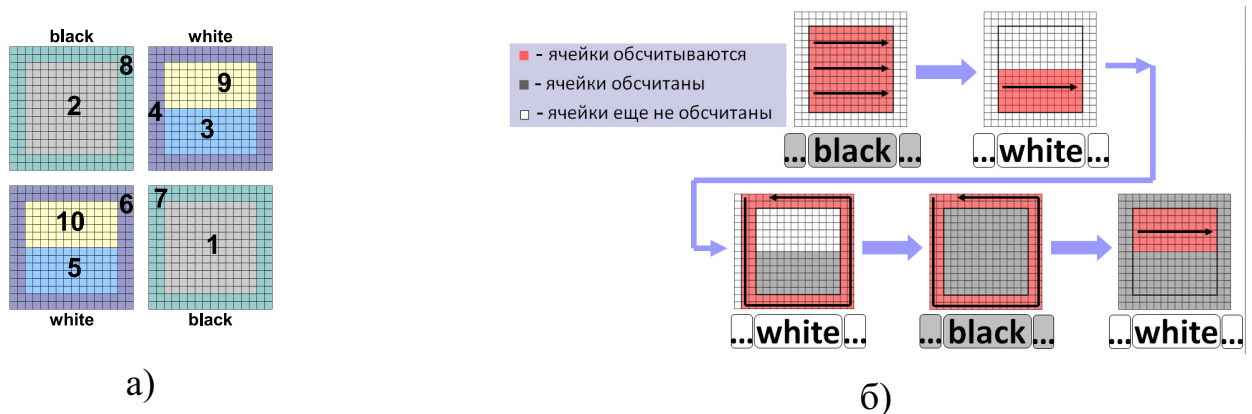 black
white
8
2
9
4
3
6
7
10
5
1
white
black
а)
- ячейки обсчитываются
- ячейки обсчитаны
- ячейки еще не обсчитаны
... black ...
... white ...
... white ...
... black ...
... white ...
б)